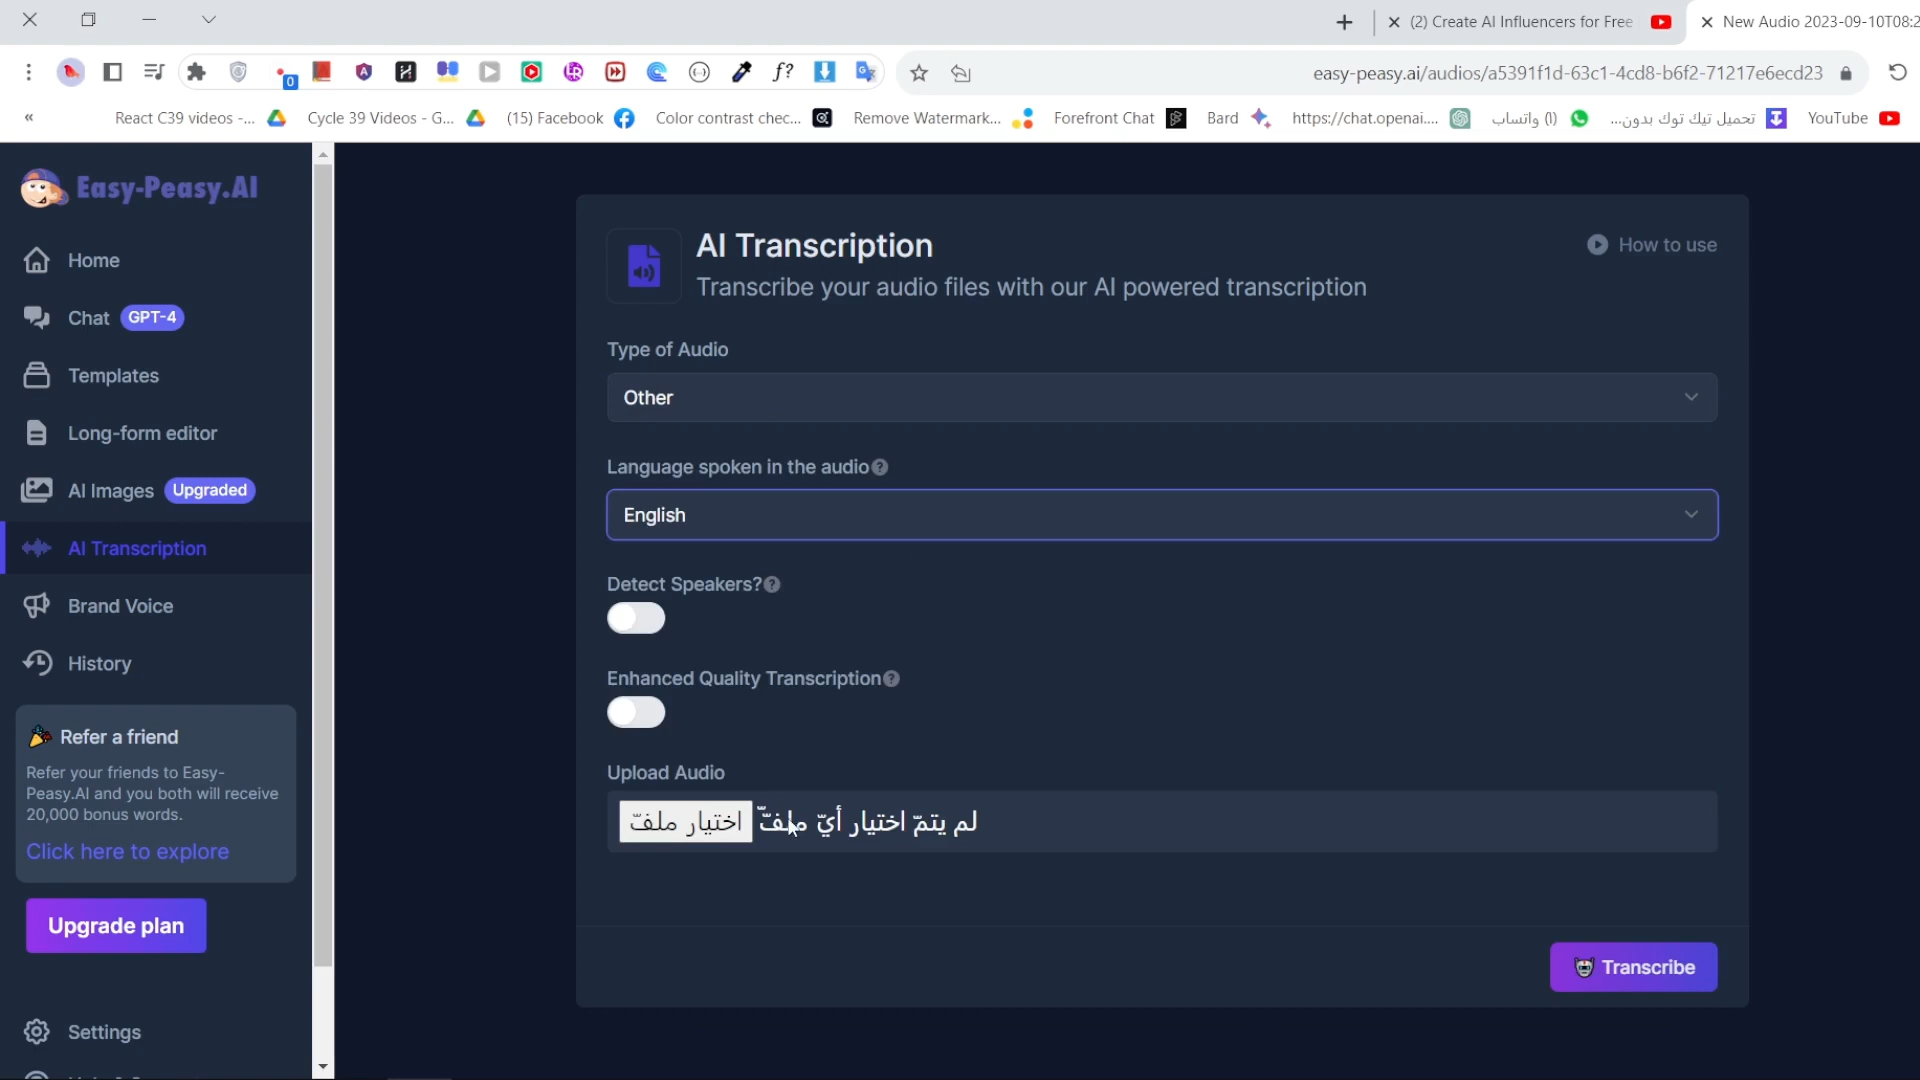 (2) Create AI Influencers for Free
New Audio 2023-09-10T08:2
0
easy-peasy.ai/audios/a5391f1d-63c1-4cd8-b6f2-71217e6ecd23
«
React C39 videos -...
Cycle 39 Videos - G...
(15) Facebook
Color contrast chec...
Remove Watermark...
Forefront Chat
Bard
https://chat.openai....
(١) واتساب
تحميل تيك توك بدون...
YouTube
Easy-Peasy.AI
Home
Chat GPT-4
Templates
Long-form editor
AI Images Upgraded
AI Transcription
Brand Voice
History
Refer a friend
Refer your friends to Easy-
Peasy.AI and you both will receive
20,000 bonus words.
Click here to explore
Upgrade plan
Settings
AI Transcription
How to use
Transcribe your audio files with our AI powered transcription
Type of Audio
Other
Language spoken in the audio
English
Detect Speakers?
Enhanced Quality Transcription
Upload Audio
اختيار ملفّ لم يتمّ اختيار أيّ ملفّ
Transcribe